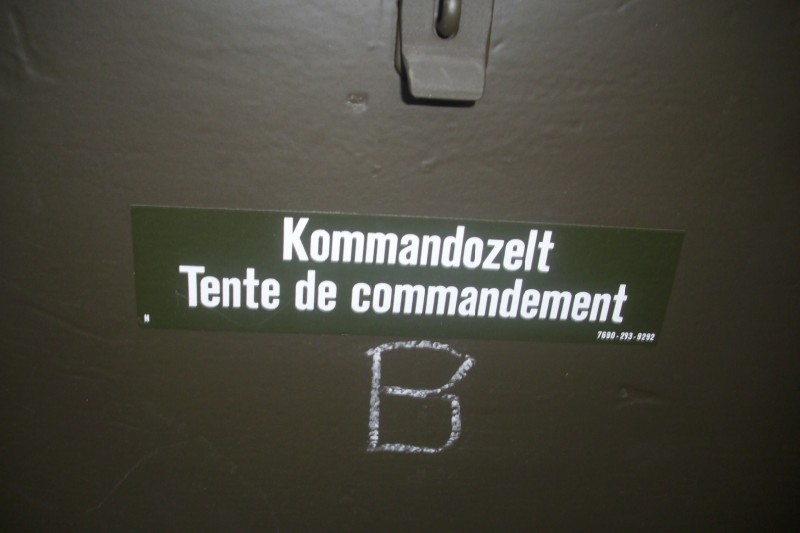 Kommandozelt
Tente de commandement
N 7690-293-9292
B